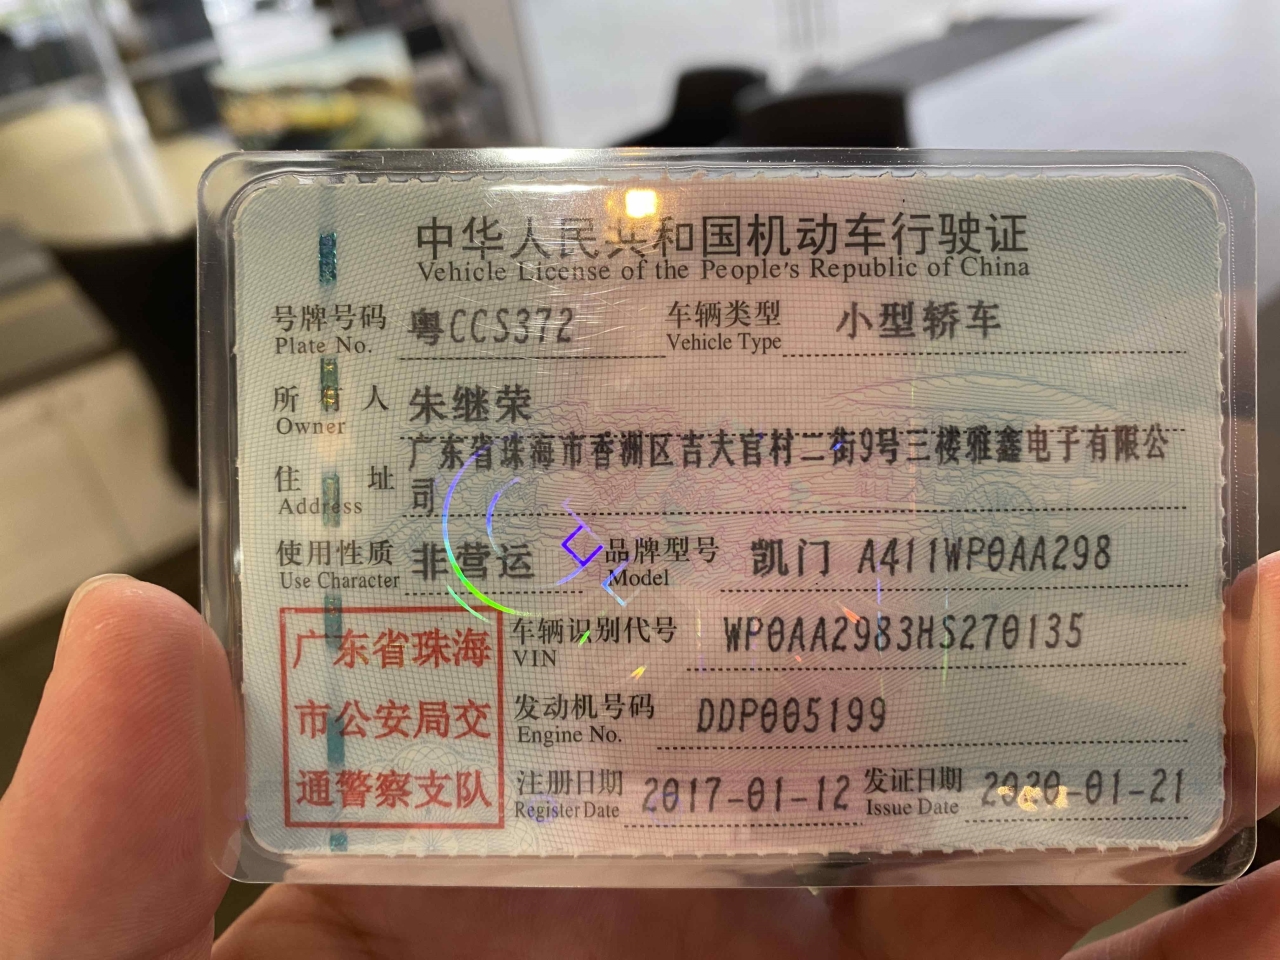 中华人民共和国机动车行驶证
Vehicle License of the People's Republic of China
号牌号码 粤CCS372 车辆类型 小型轿车
Plate No. Vehicle Type
所有人 朱继荣
Owner
住址 广东省珠海市香洲区吉大官村二街9号三楼雅鑫电子有限公
司
Address
使用性质 非营运 品牌型号 凯门 A411WP0AA298
Use Character Model
广东省珠海
市公安局交
通警察支队
车辆识别代号 WP0AA2983HS270135
VIN
发动机号码 DDP005199
Engine No.
注册日期 2017-01-12 发证日期 2020-01-21
Register Date Issue Date